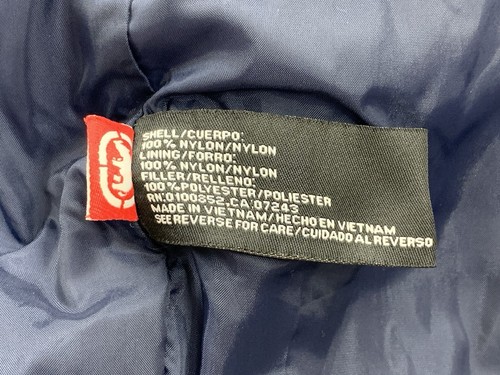 SHELL/CUERPO:
100% NYLON/NYLON
LINING/FORRO:
100% NYLON/NYLON
FILLER/RELLENO:
100% POLYESTER/POLIESTER
RN:0100852,CA:07243
MADE IN VIETNAM/HECHO EN VIETNAM
SEE REVERSE FOR CARE/CUIDADO AL REVERSO